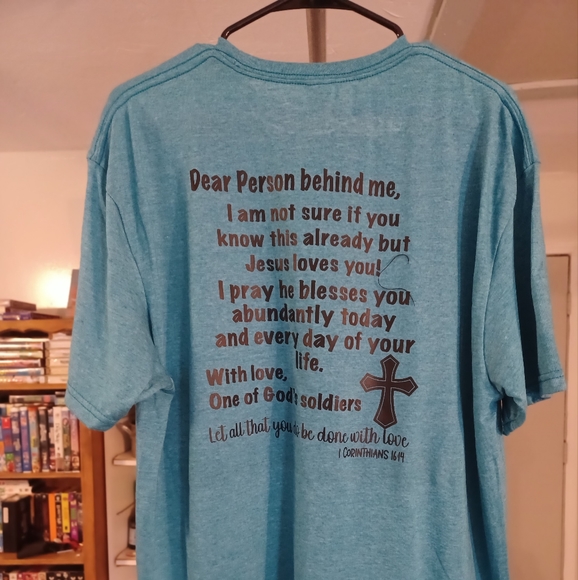 Dear Person behind me,
I am not sure if you
know this already but
Jesus loves you!
I pray he blesses you
abundantly today
and every day of your
life.
With love,
One of God's soldiers
Let all that you be done with love
1 CORINTHIANS 16:14